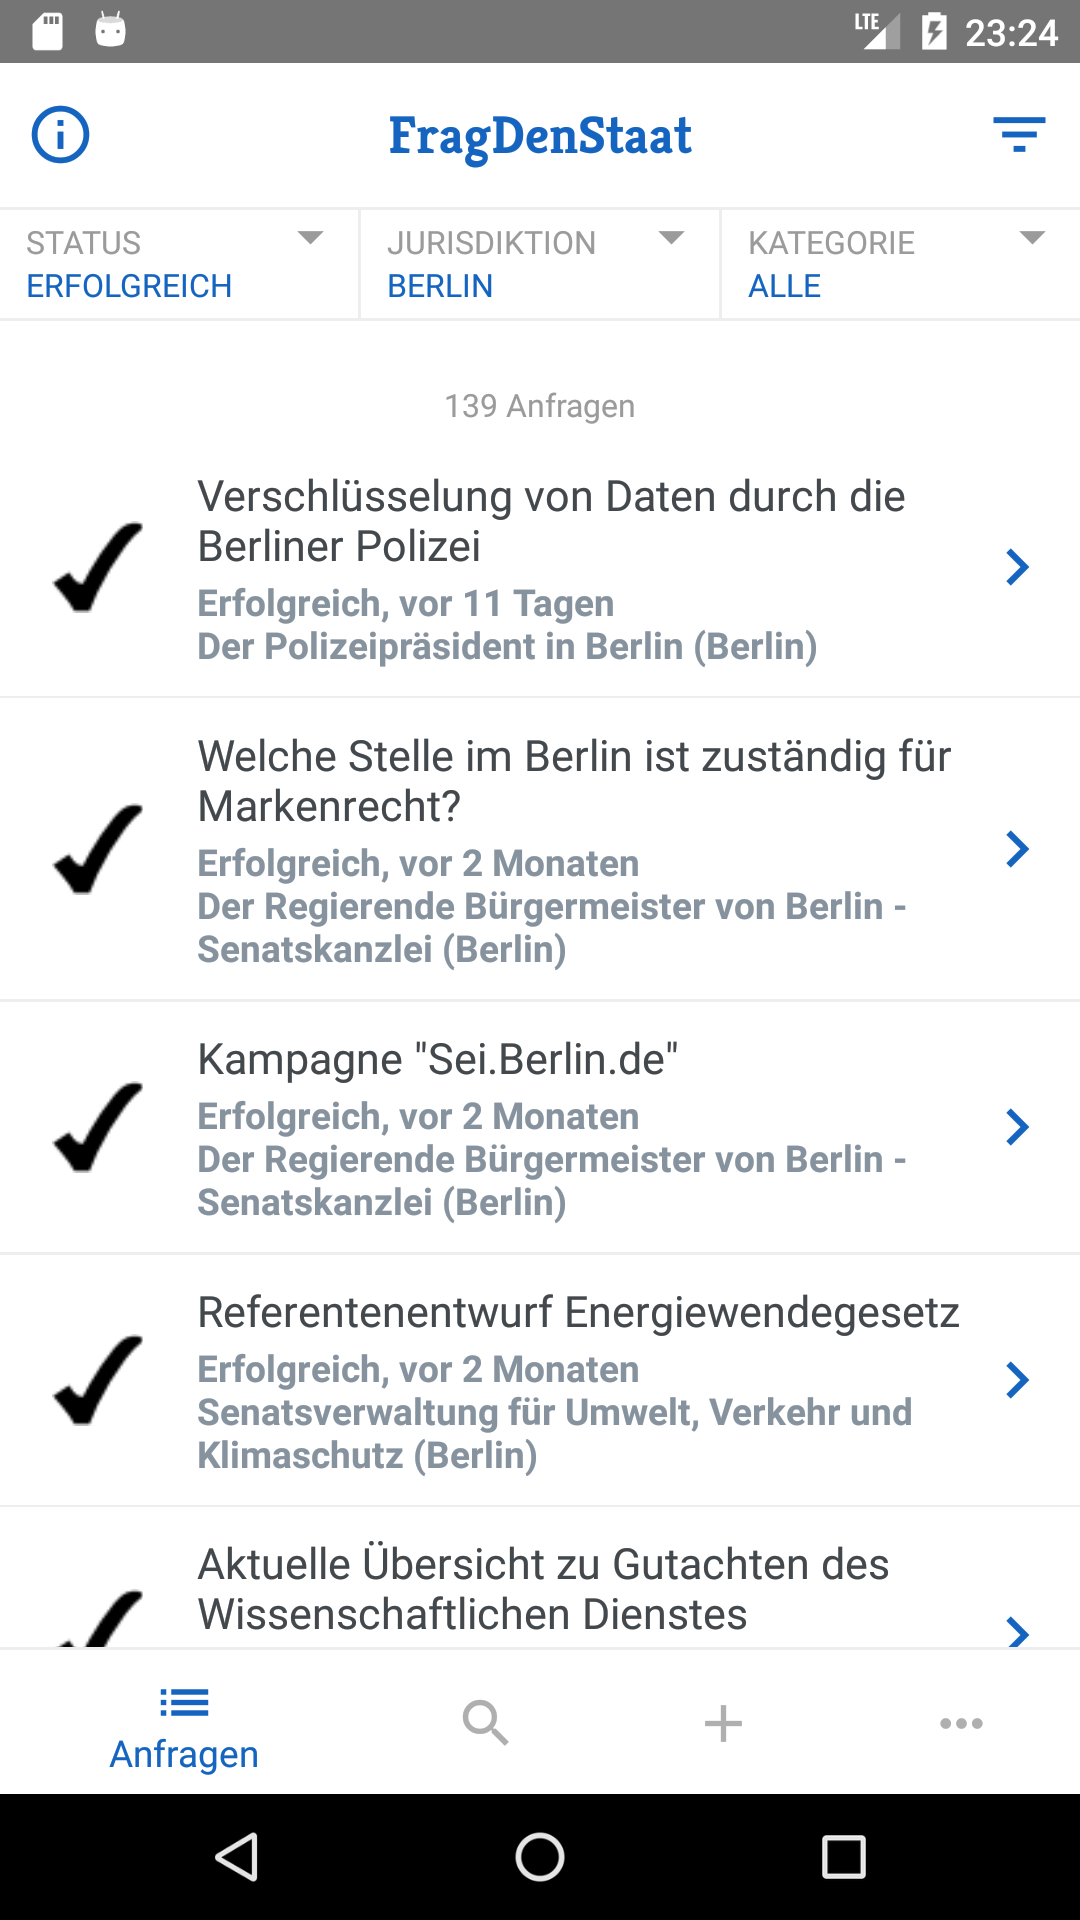 LTE 23:24
FragDenStaat
STATUS JURISDIKTION KATEGORIE
ERFOLGREICH BERLIN ALLE
139 Anfragen
Verschlüsselung von Daten durch die
Berliner Polizei
Erfolgreich, vor 11 Tagen
Der Polizeipräsident in Berlin (Berlin)
Welche Stelle im Berlin ist zuständig für
Markenrecht?
Erfolgreich, vor 2 Monaten
Der Regierende Bürgermeister von Berlin -
Senatskanzlei (Berlin)
Kampagne "Sei.Berlin.de"
Erfolgreich, vor 2 Monaten
Der Regierende Bürgermeister von Berlin -
Senatskanzlei (Berlin)
Referentenentwurf Energiewendegesetz
Erfolgreich, vor 2 Monaten
Senatsverwaltung für Umwelt, Verkehr und
Klimaschutz (Berlin)
Aktuelle Übersicht zu Gutachten des
Wissenschaftlichen Dienstes
Anfragen